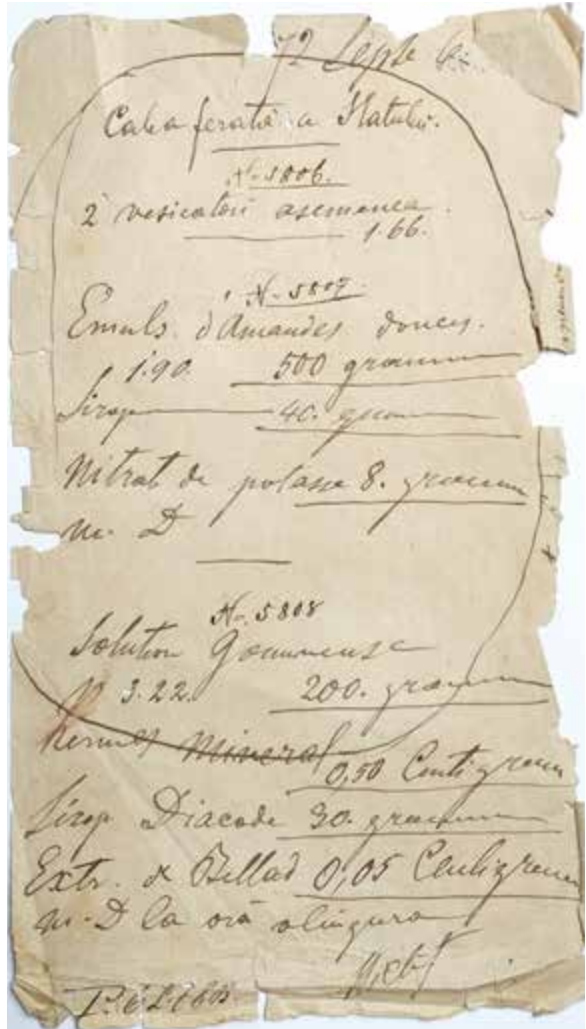 72 Septe
Calea ferată a Statului.
N. 5806.
2 vesicatori asemenea.
1.66.
N. 5807.
Emuls. d'Amandes douces.
1.90. 500 gramm
Sirop 40. gram
Nitrat de potasse 8. gramm
M. D
N. 5808
Solution Gommeuse
3.22. 200. gramm
Kermes Mineral
0,50 Centigramm
Sirop Diacode 30. gramm
Extr. de Bellad 0,05 Centigramm
M. D la oră o lingura